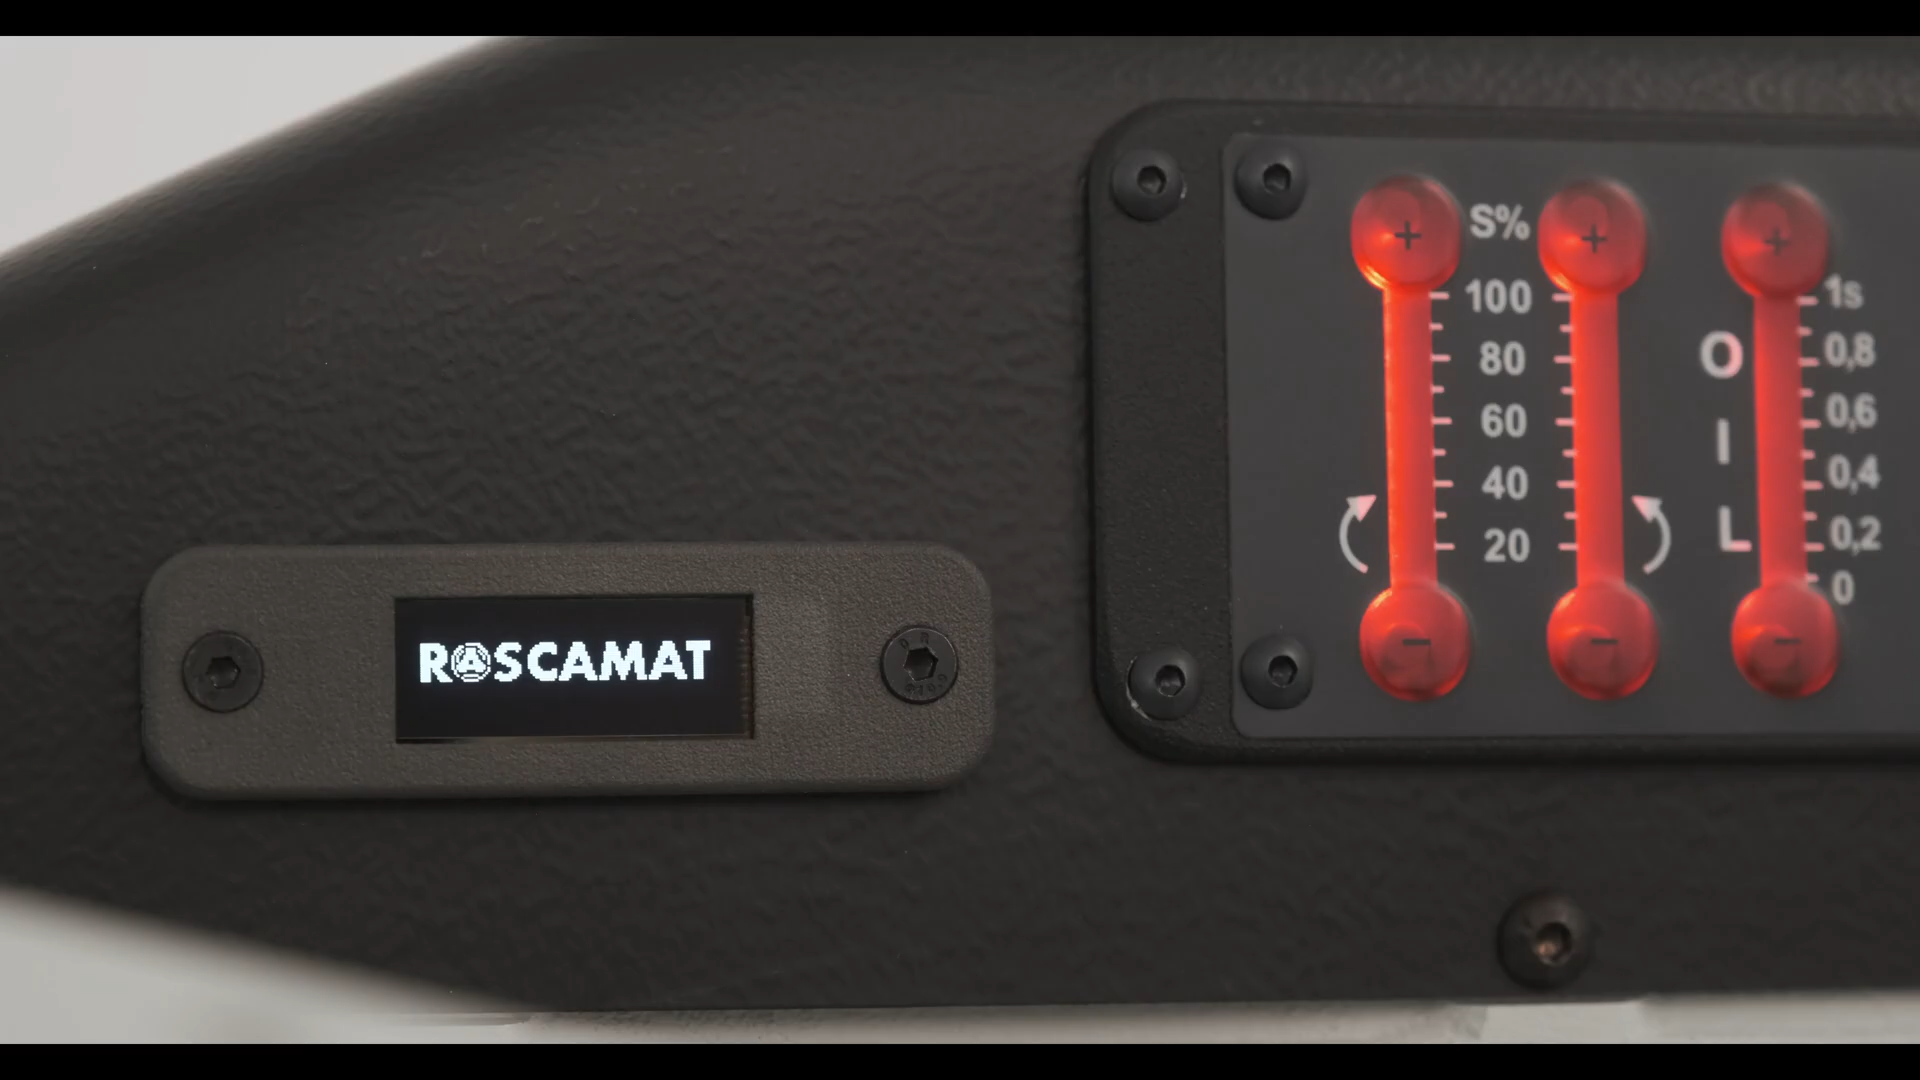 ROSCAMAT
+ S% + +
100 1s
80 O 0,8
60 0,6
I
40 0,4
20 L 0,2
0
- - -